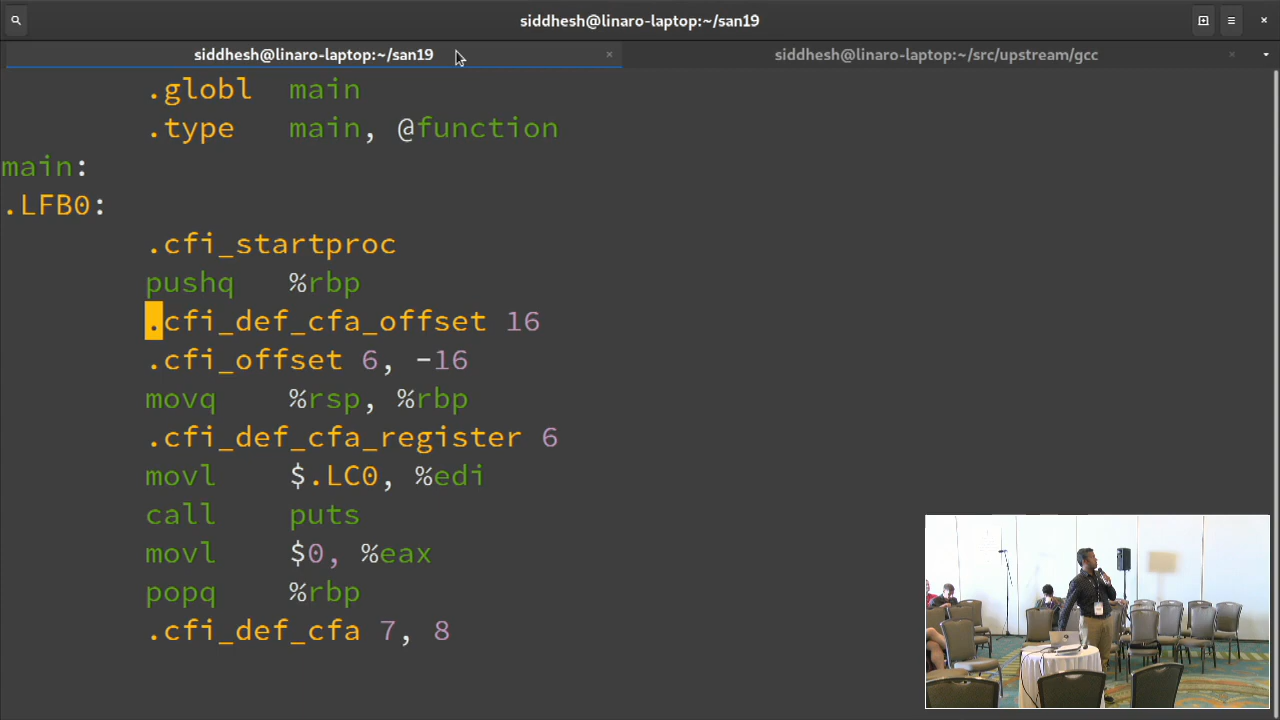 siddhesh@linaro-laptop:~/san19
siddhesh@linaro-laptop:~/san19
siddhesh@linaro-laptop:~/src/upstream/gcc
.globl main
.type main, @function
main:
.LFB0:
.cfi_startproc
pushq %rbp
.cfi_def_cfa_offset 16
.cfi_offset 6, -16
movq %rsp, %rbp
.cfi_def_cfa_register 6
movl $.LC0, %edi
call puts
movl $0, %eax
popq %rbp
.cfi_def_cfa 7, 8